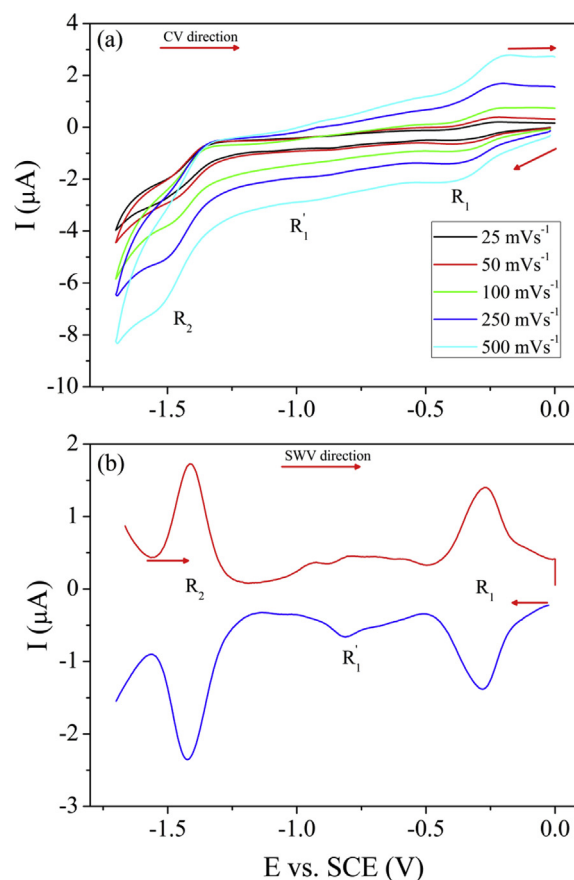 (a)
CV direction
I (μA)
4
2
0
-2
-4
-6
-8
-10
R1
R1'
R2
25 mVs-1
50 mVs-1
100 mVs-1
250 mVs-1
500 mVs-1
-1.5
-1.0
-0.5
0.0
(b)
SWV direction
I (μA)
2
1
0
-1
-2
-3
R2
R1
R1'
-1.5
-1.0
-0.5
0.0
E vs. SCE (V)